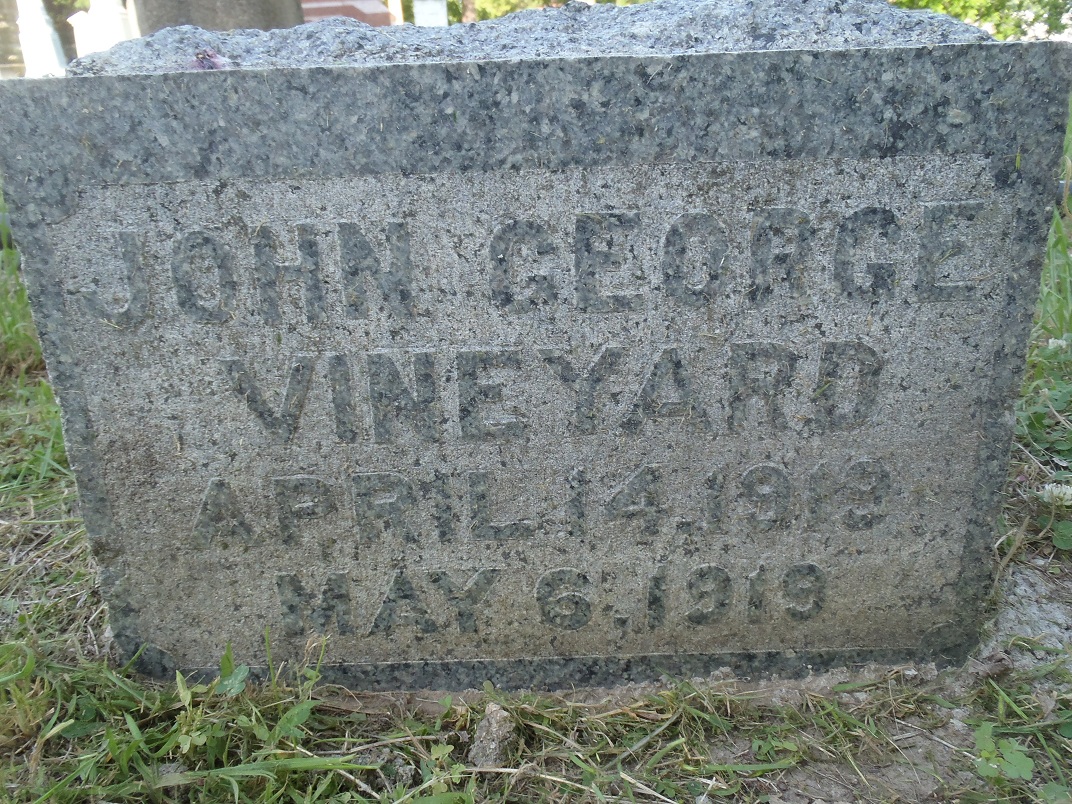 JOHN GEORGE
VINEYARD
APRIL 14, 1919
MAY 6, 1919